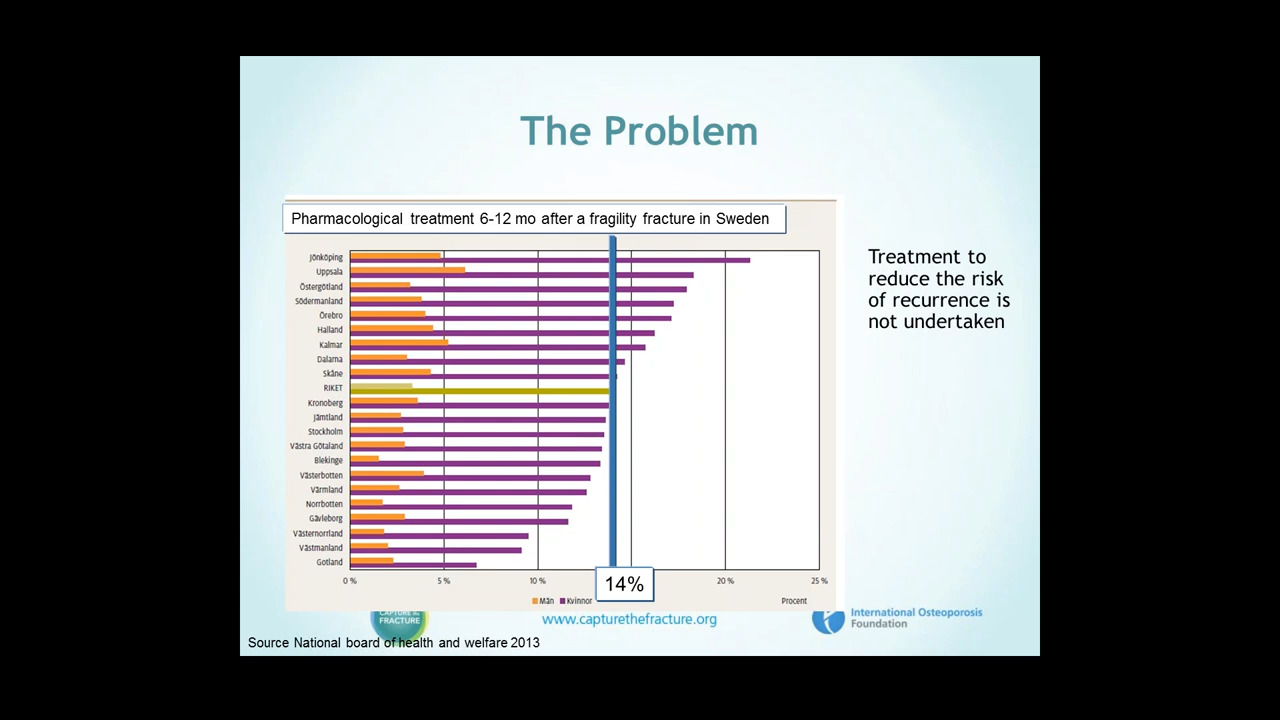 The Problem
Pharmacological treatment 6-12 mo after a fragility fracture in Sweden
Treatment to
reduce the risk
of recurrence is
not undertaken
Jönköping
Uppsala
Östergötland
Södermanland
Örebro
Halland
Kalmar
Dalarna
Skåne
RIKET
Kronoberg
Jämtland
Stockholm
Västra Götaland
Blekinge
Västerbotten
Värmland
Norrbotten
Gävleborg
Västernorrland
Västmanland
Gotland
0 % 5 % 10 % 20 % 25 %
14%
Män Kvinnor Procent
CAPTURE the
FRACTURE
www.capturethefracture.org
International Osteoporosis
Foundation
Source National board of health and welfare 2013